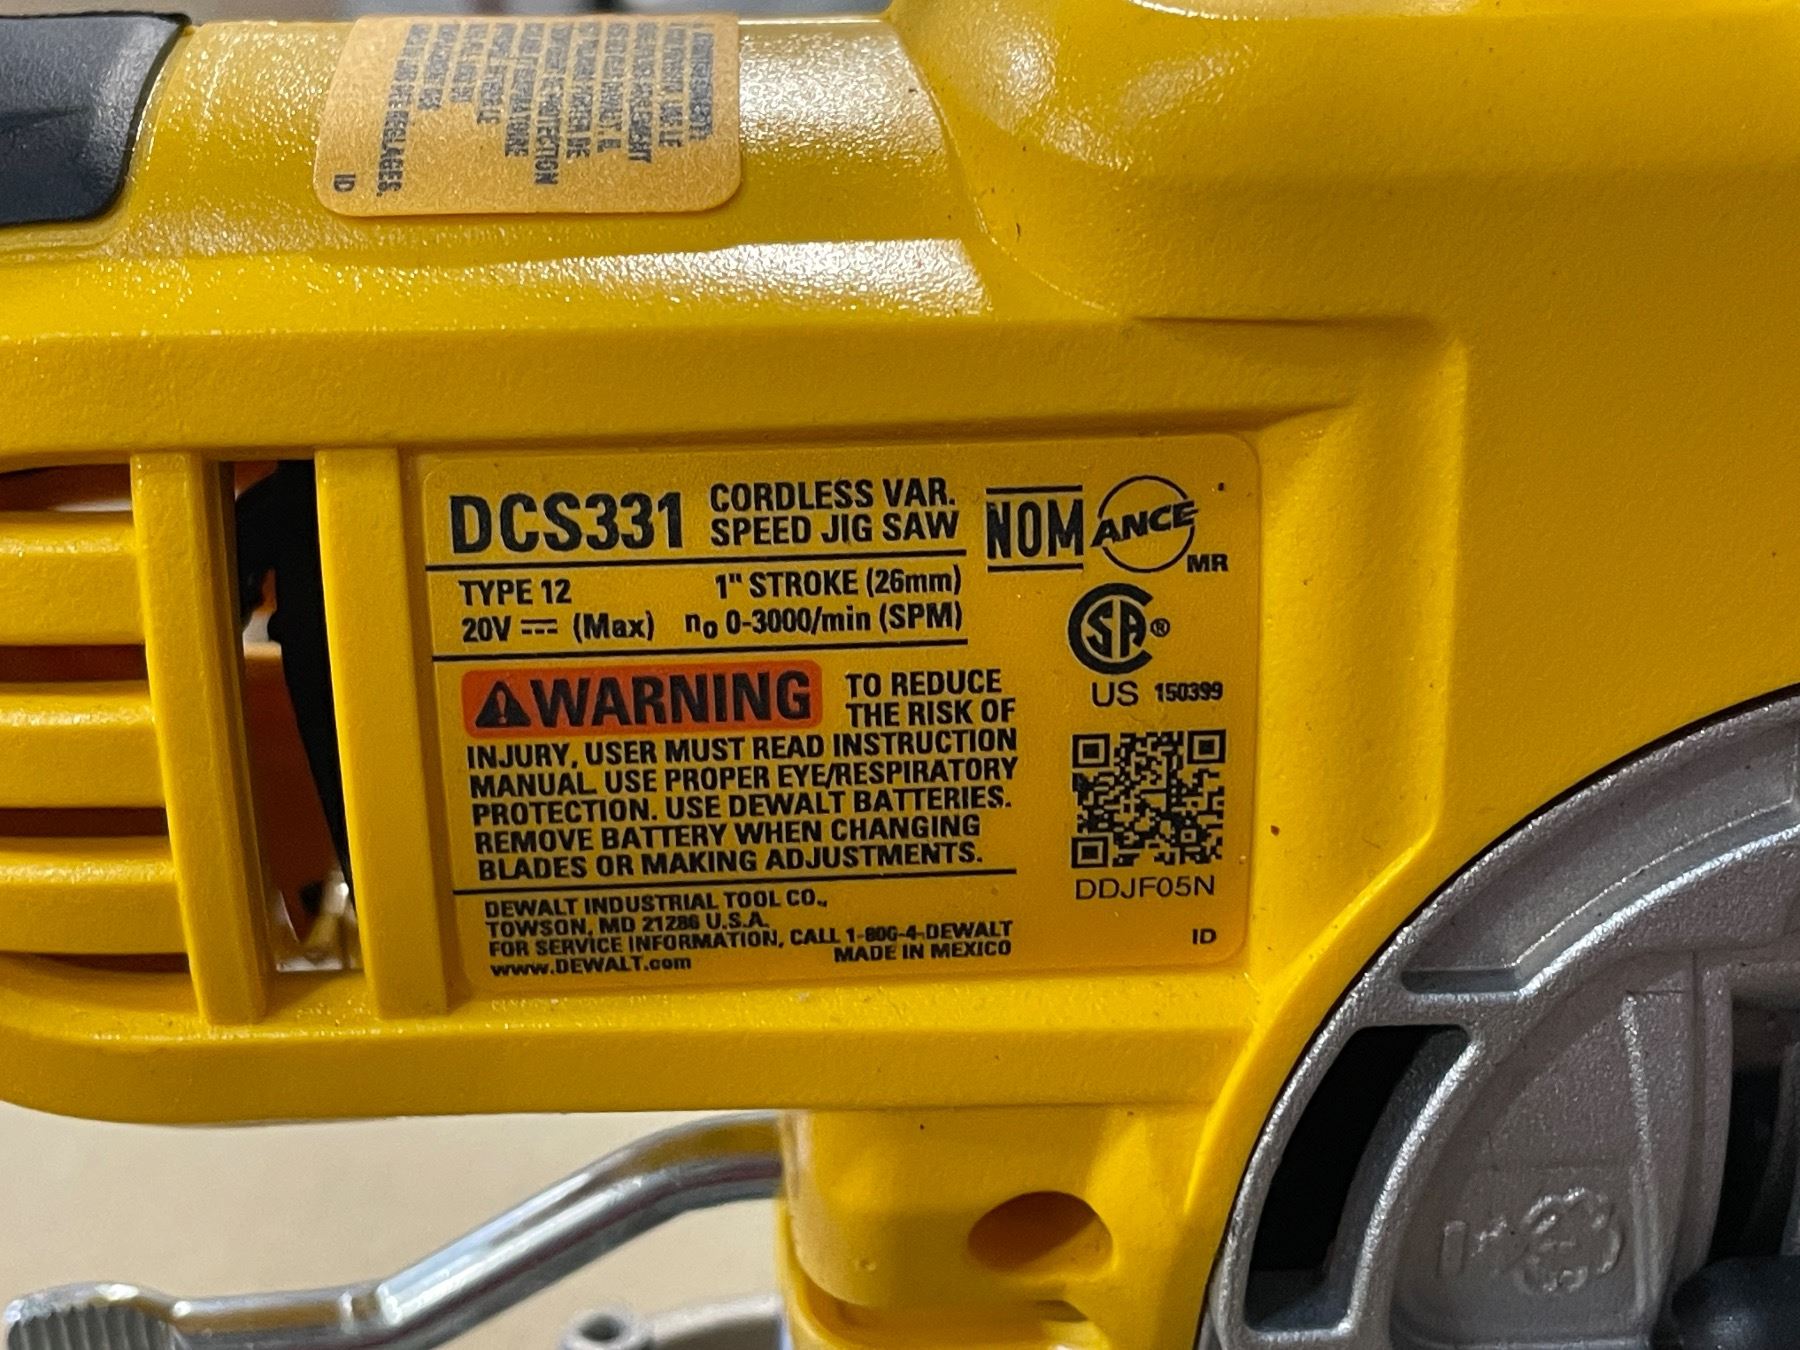 ID
DCS331
CORDLESS VAR.
SPEED JIG SAW
TYPE 12
1" STROKE (26mm)
20V ⎓ (Max)
n₀ 0-3000/min (SPM)
⚠WARNING
TO REDUCE
THE RISK OF
INJURY, USER MUST READ INSTRUCTION
MANUAL. USE PROPER EYE/RESPIRATORY
PROTECTION. USE DEWALT BATTERIES.
REMOVE BATTERY WHEN CHANGING
BLADES OR MAKING ADJUSTMENTS.
DEWALT INDUSTRIAL TOOL CO.,
TOWSON, MD 21286 U.S.A.
FOR SERVICE INFORMATION, CALL 1-800-4-DEWALT
www.DEWALT.com
MADE IN MEXICO
NOM
ANCE
MR
SA®
US 150399
DDJF05N
ID